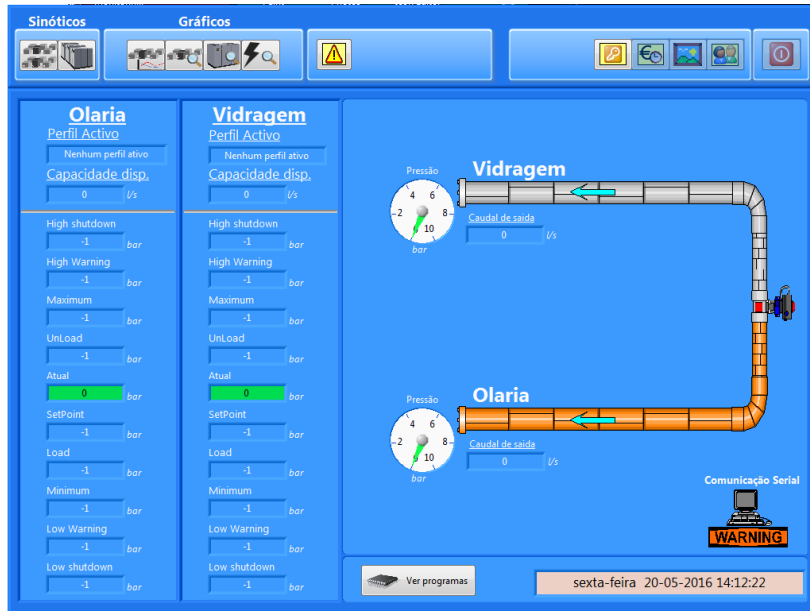 Sinóticos
Gráficos
Olaria
Perfil Activo
Nenhum perfil ativo
Capacidade disp.
0 l/s
High shutdown
-1 bar
High Warning
-1 bar
Maximum
-1 bar
UnLoad
-1 bar
Atual
0 bar
SetPoint
-1 bar
Load
-1 bar
Minimum
-1 bar
Low Warning
-1 bar
Low shutdown
-1 bar
Vidragem
Perfil Activo
Nenhum perfil ativo
Capacidade disp.
0 l/s
High shutdown
-1 bar
High Warning
-1 bar
Maximum
-1 bar
UnLoad
-1 bar
Atual
0 bar
SetPoint
-1 bar
Load
-1 bar
Minimum
-1 bar
Low Warning
-1 bar
Low shutdown
-1 bar
Vidragem
Pressão
4 6
2 8
10
bar
Caudal de saida
0 l/s
Olaria
Pressão
4 6
2 8
10
bar
Caudal de saida
0 l/s
Comunicação Serial
WARNING
Ver programas
sexta-feira 20-05-2016 14:12:22